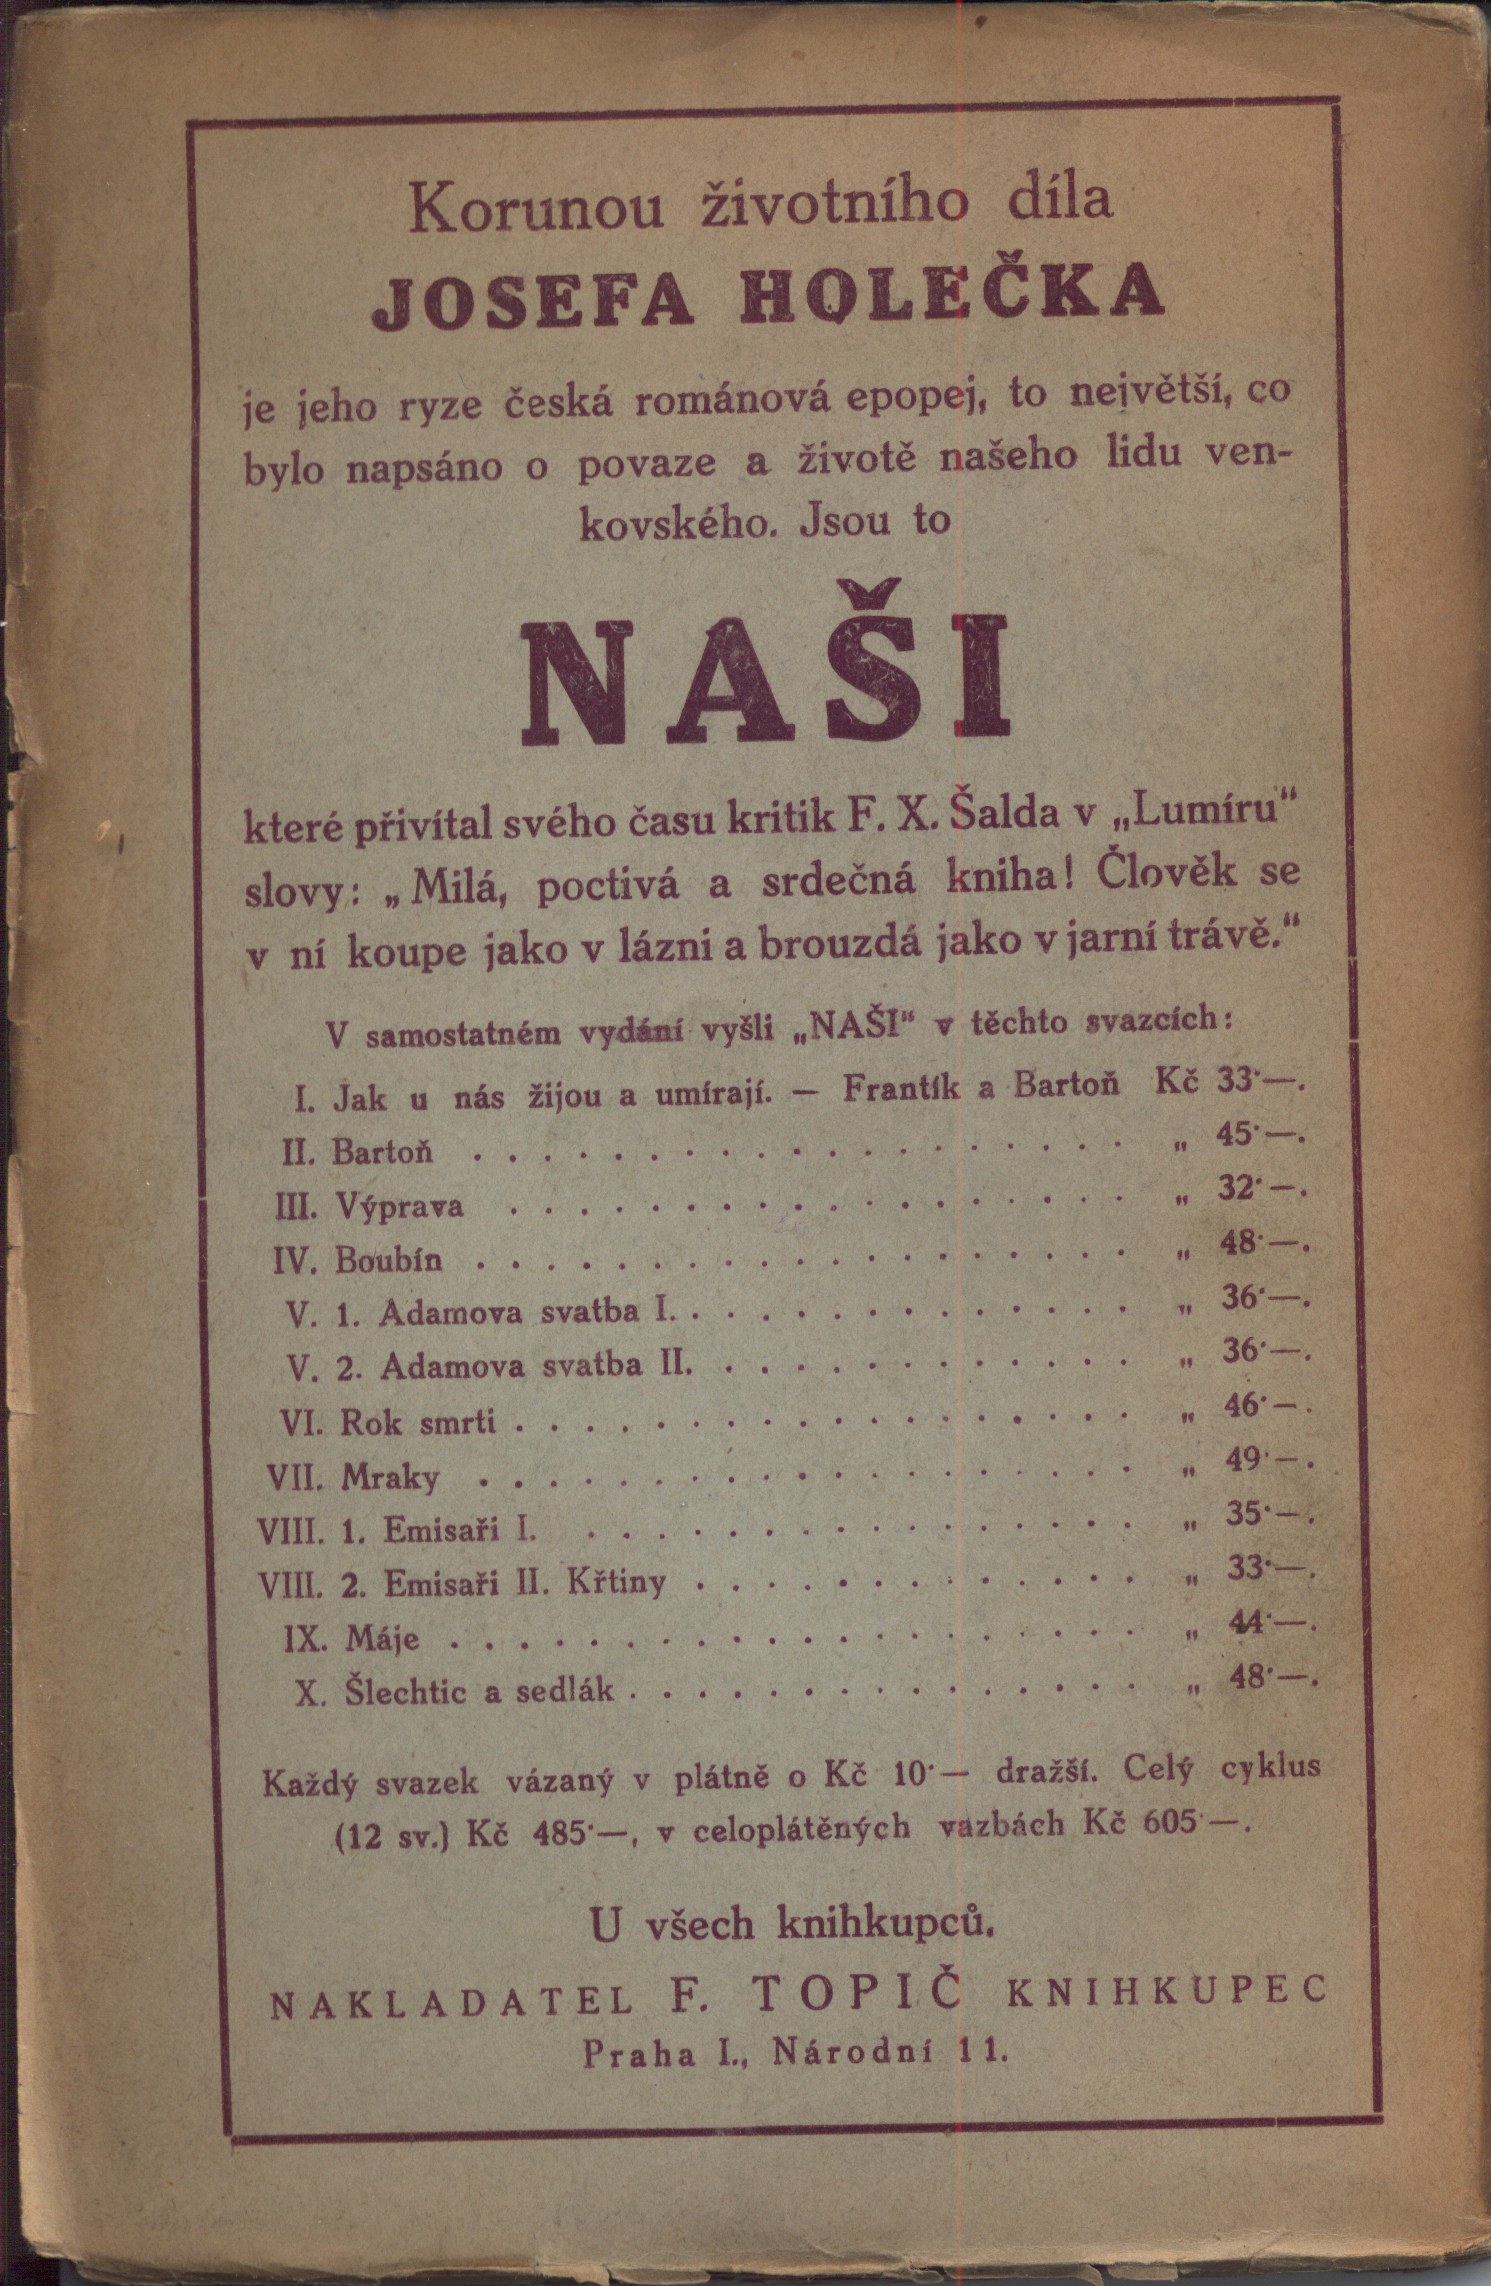 Korunou životního díla
JOSEFA HOLEČKA
je jeho ryze česká románová epopej, to největší, co
bylo napsáno o povaze a životě našeho lidu ven-
kovského. Jsou to
NAŠI
které přivítal svého času kritik F. X. Šalda v „Lumíru“
slovy: „Milá, poctivá a srdečná kniha! Člověk se
v ní koupe jako v lázni a brouzdá jako v jarní trávě.“
V samostatném vydání vyšli „NAŠI“ v těchto svazcích:
I. Jak u nás žijou a umírají. — Frantík a Bartoň Kč 33·—.
II. Bartoň . . . . . . . . . . . . . . . . . . . „ 45·—.
III. Výprava . . . . . . . . . . . . . . . . . . „ 32·—.
IV. Boubín . . . . . . . . . . . . . . . . . . . „ 48·—.
V. 1. Adamova svatba I. . . . . . . . . . . . . . „ 36·—.
V. 2. Adamova svatba II. . . . . . . . . . . . . „ 36·—.
VI. Rok smrti . . . . . . . . . . . . . . . . . . „ 46·—.
VII. Mraky . . . . . . . . . . . . . . . . . . . „ 49·—.
VIII. 1. Emisaři I. . . . . . . . . . . . . . . . . „ 35·—.
VIII. 2. Emisaři II. Křtiny . . . . . . . . . . . . . „ 33·—.
IX. Máje . . . . . . . . . . . . . . . . . . . . „ 44·—.
X. Šlechtic a sedlák . . . . . . . . . . . . . . . „ 48·—.
Každý svazek vázaný v plátně o Kč 10·— dražší. Celý cyklus
(12 sv.) Kč 485·—, v celoplátěných vazbách Kč 605·—.
U všech knihkupců.
NAKLADATEL F. TOPIČ KNIHKUPEC
Praha I., Národní 11.